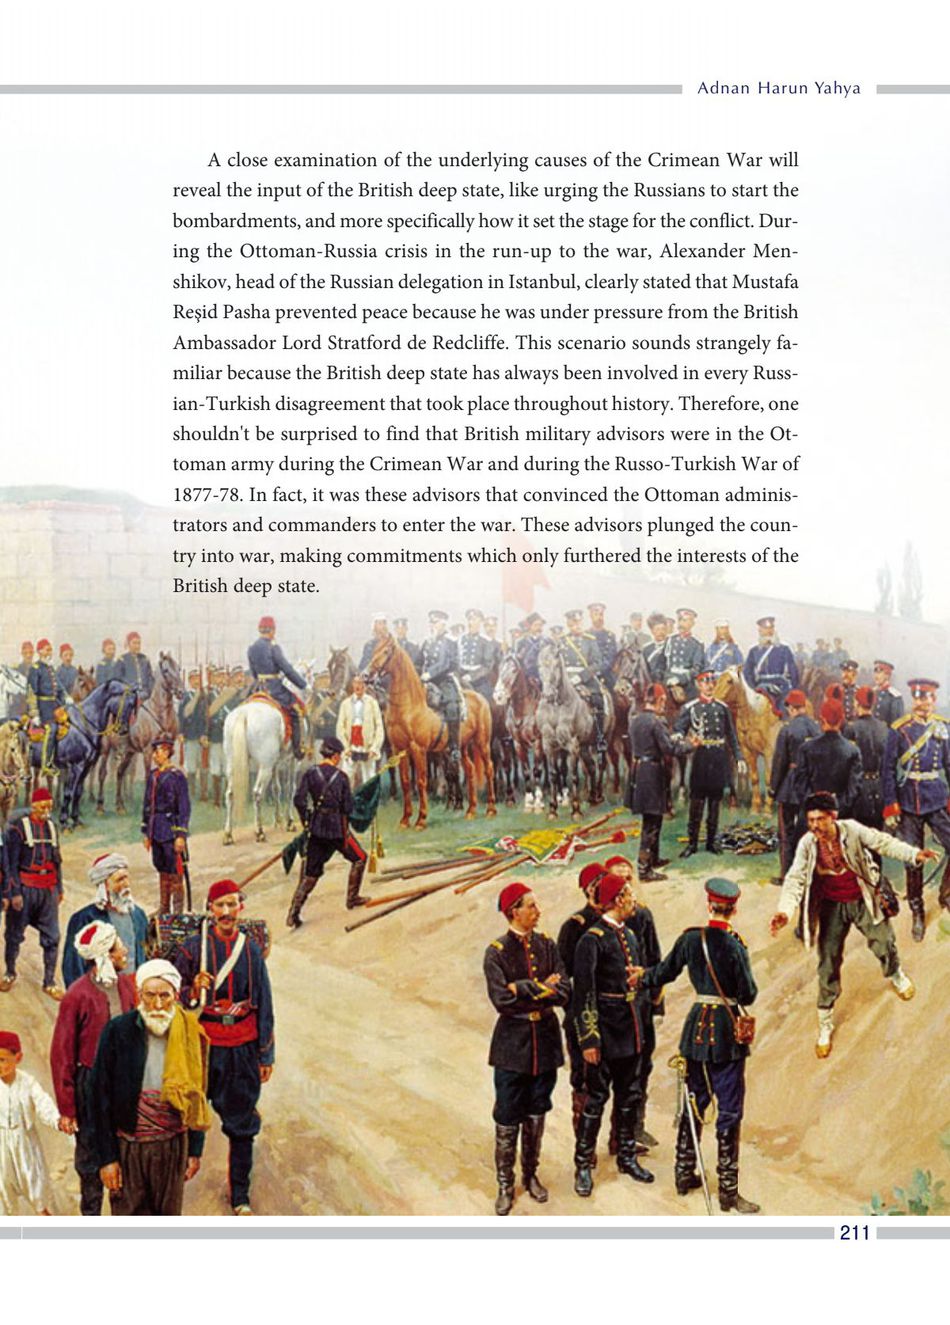 Adnan Harun Yahya
A close examination of the underlying causes of the Crimean War will
reveal the input of the British deep state, like urging the Russians to start the
bombardments, and more specifically how it set the stage for the conflict. Dur-
ing the Ottoman-Russia crisis in the run-up to the war, Alexander Men-
shikov, head of the Russian delegation in Istanbul, clearly stated that Mustafa
Reşid Pasha prevented peace because he was under pressure from the British
Ambassador Lord Stratford de Redcliffe. This scenario sounds strangely fa-
miliar because the British deep state has always been involved in every Russ-
ian-Turkish disagreement that took place throughout history. Therefore, one
shouldn't be surprised to find that British military advisors were in the Ot-
toman army during the Crimean War and during the Russo-Turkish War of
1877-78. In fact, it was these advisors that convinced the Ottoman adminis-
trators and commanders to enter the war. These advisors plunged the coun-
try into war, making commitments which only furthered the interests of the
British deep state.
211